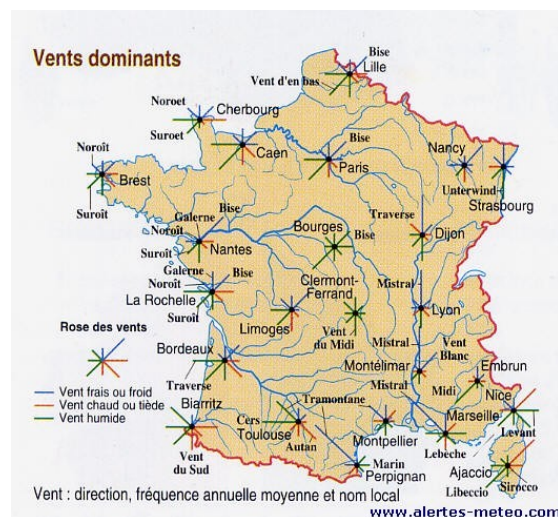 Vents dominants
Bise
Lille
Vent d'en bas
Noroet
Cherbourg
Suroet
Caen
Bise
Paris
Nancy
Unterwind
Strasbourg
Noroît
Brest
Suroît
Galerne
Bise
Noroît
Suroît
Nantes
Bourges
Bise
Traverse
Dijon
Galerne
Bise
Noroît
La Rochelle
Suroît
Clermont-
Ferrand
Limoges
Vent
du Midi
Mistral
Lyon
Rose des vents
Vent frais ou froid
Vent chaud ou tiède
Vent humide
Bordeaux
Traverse
Mistral
Montélimar
Vent
Blanc
Embrun
Mistral
Midi
Nice
Biarritz
Vent
du Sud
Cers
Toulouse
Autan
Tramontane
Montpellier
Marseille
Levant
Lebeche
Marin
Perpignan
Ajaccio
Libeccio
Sirocco
Vent : direction, fréquence annuelle moyenne et nom local
www.alertes-meteo.com